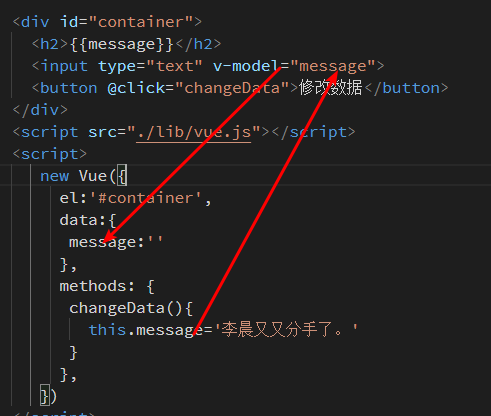 <div id="container">
<h2>{{message}}</h2>
<input type="text" v-model="message">
<button @click="changeData">修改数据</button>
</div>
<script src="./lib/vue.js"></script>
<script>
new Vue({
el:'#container',
data:{
message:''
},
methods: {
changeData(){
this.message='李晨又又分手了。'
}
},
})
</script>